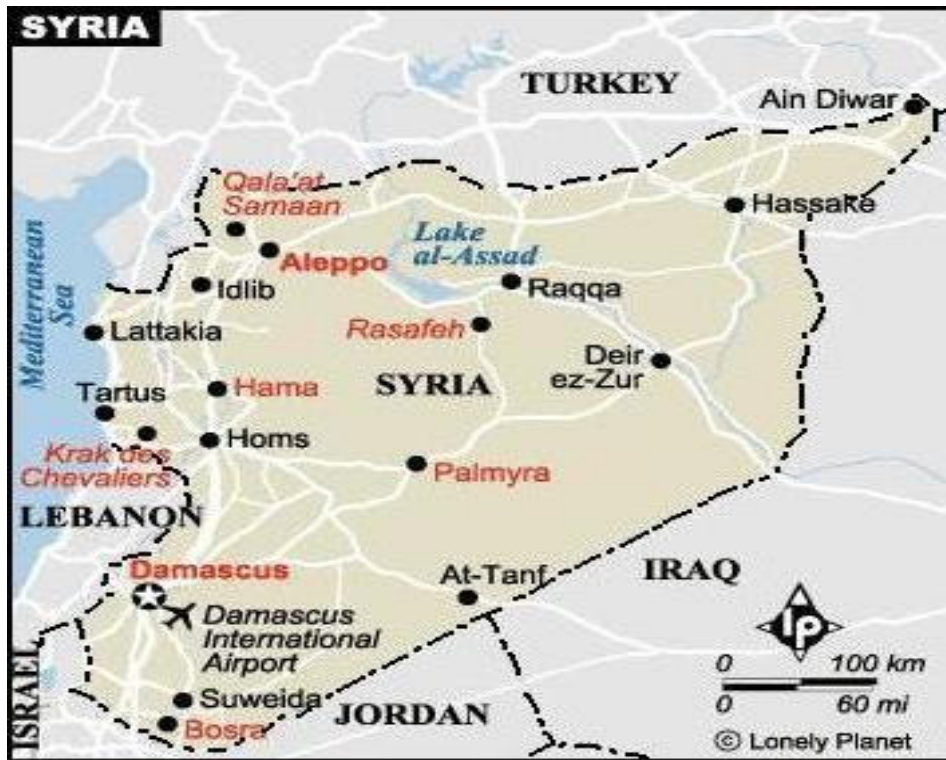 SYRIA
TURKEY
Ain Diwar
Qala'at
Samaan
Hassake
Lake
al-Assad
Aleppo
Mediterranean
Sea
Idlib
Raqqa
Lattakia
Rasafeh
Deir
ez-Zur
Hama
SYRIA
Tartus
Homs
Krak des
Chevaliers
Palmyra
LEBANON
Damascus
At-Tanf
IRAQ
Damascus
International
Airport
lp
ISRAEL
0 100 km
0 60 mi
Suweida
JORDAN
Bosra
© Lonely Planet